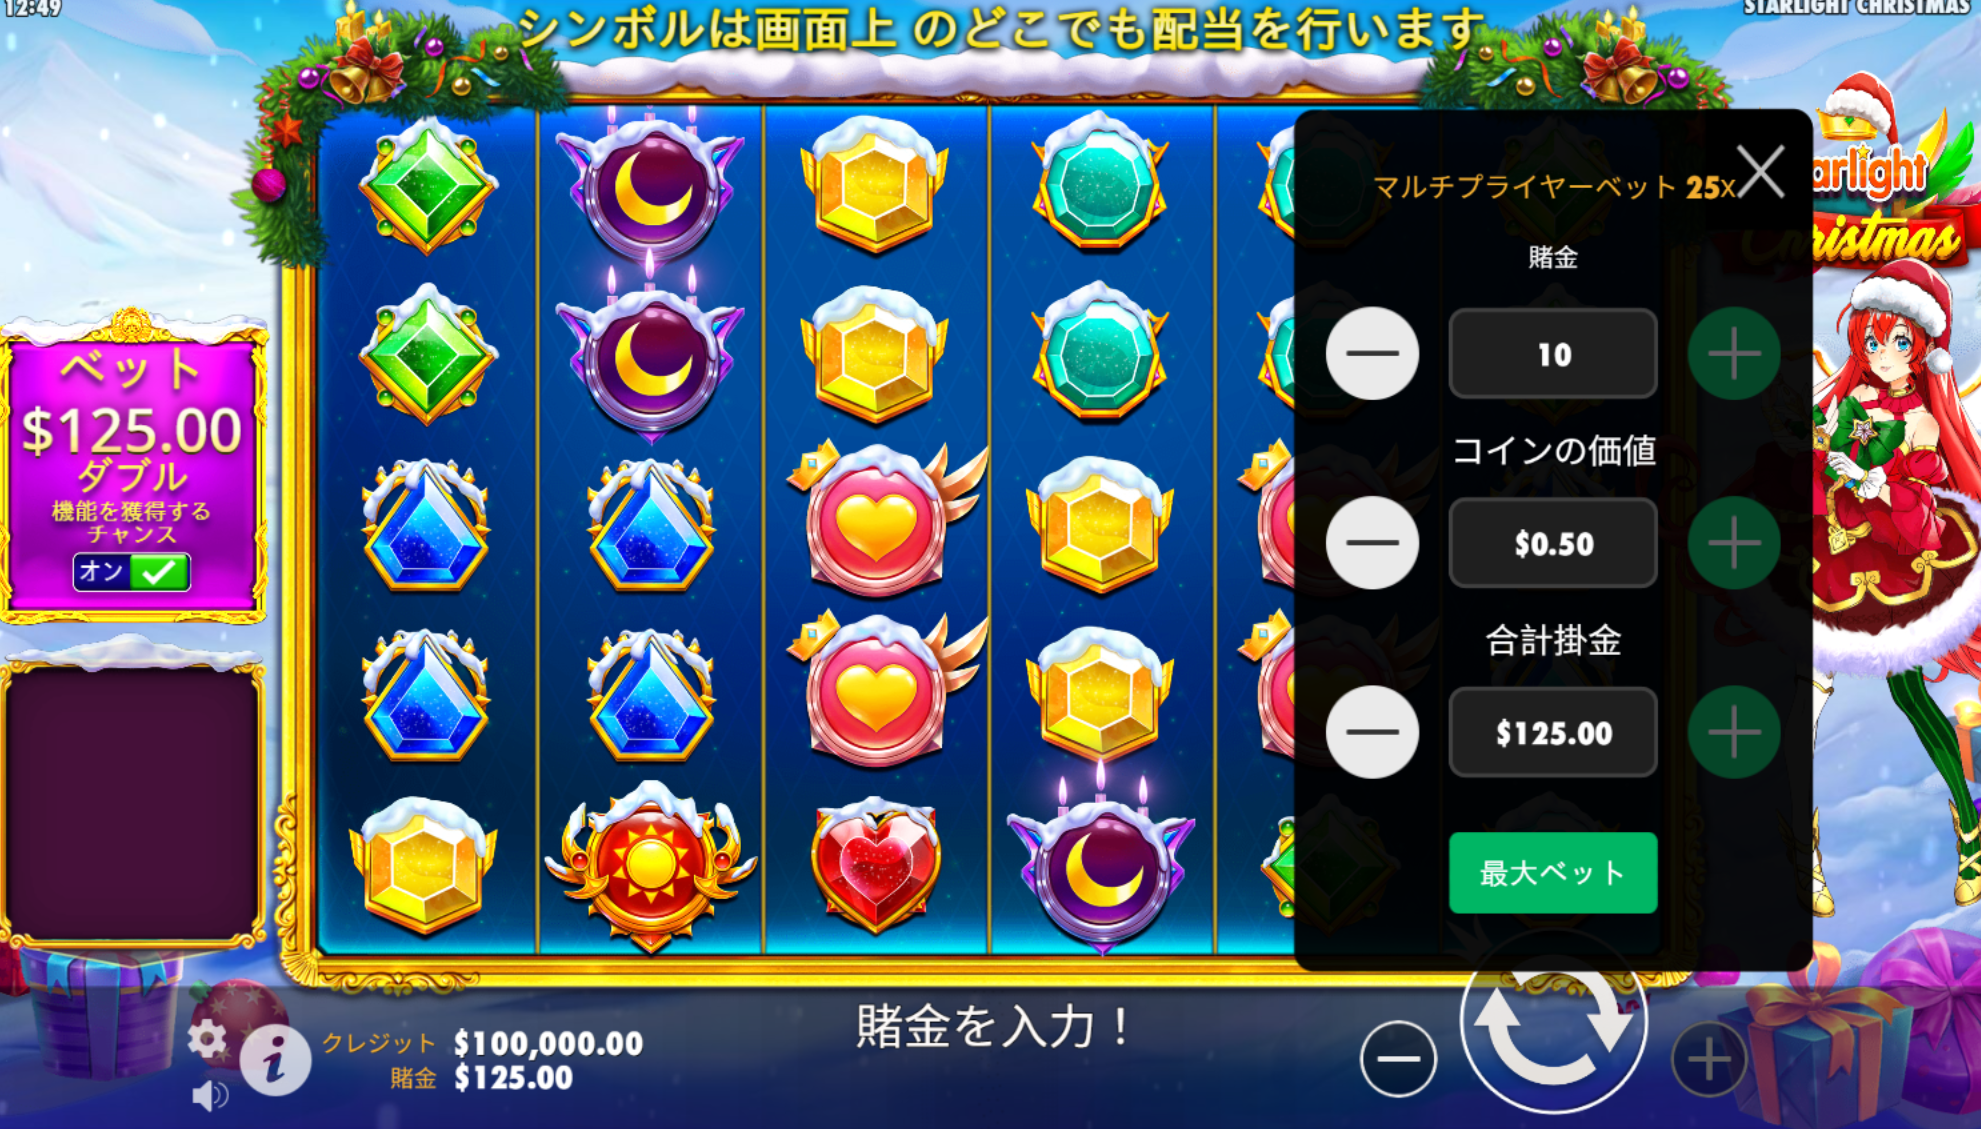 12:49
STARLIGHT CHRISTMAS
シンボルは画面上 のどこでも配当を行います
マルチプライヤーベット 25x
賭金
10
コインの価値
$0.50
合計掛金
$125.00
最大ベット
ベット
$125.00
ダブル
機能を獲得する
チャンス
オン
arlight
ristmas
賭金を入力！
クレジット $100,000.00
賭金 $125.00